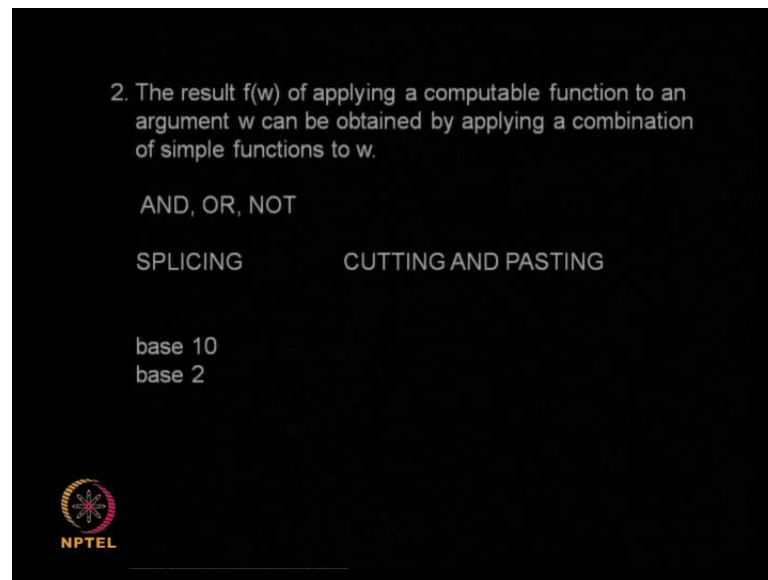 2. The result f(w) of applying a computable function to an
argument w can be obtained by applying a combination
of simple functions to w.
AND, OR, NOT
SPLICING CUTTING AND PASTING
base 10
base 2
NPTEL